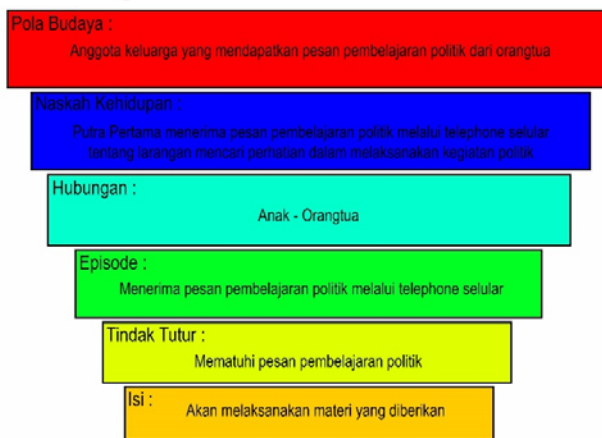 Pola Budaya :
Anggota keluarga yang mendapatkan pesan pembelajaran politik dari orangtua
Naskah Kehidupan :
Putra Pertama menerima pesan pembelajaran politik melalui telephone selular
tentang larangan mencari perhatian dalam melaksanakan kegiatan politik
Hubungan :
Anak - Orangtua
Episode :
Menerima pesan pembelajaran politik melalui telephone selular
Tindak Tutur :
Mematuhi pesan pembelajaran politik
Isi :
Akan melaksanakan materi yang diberikan